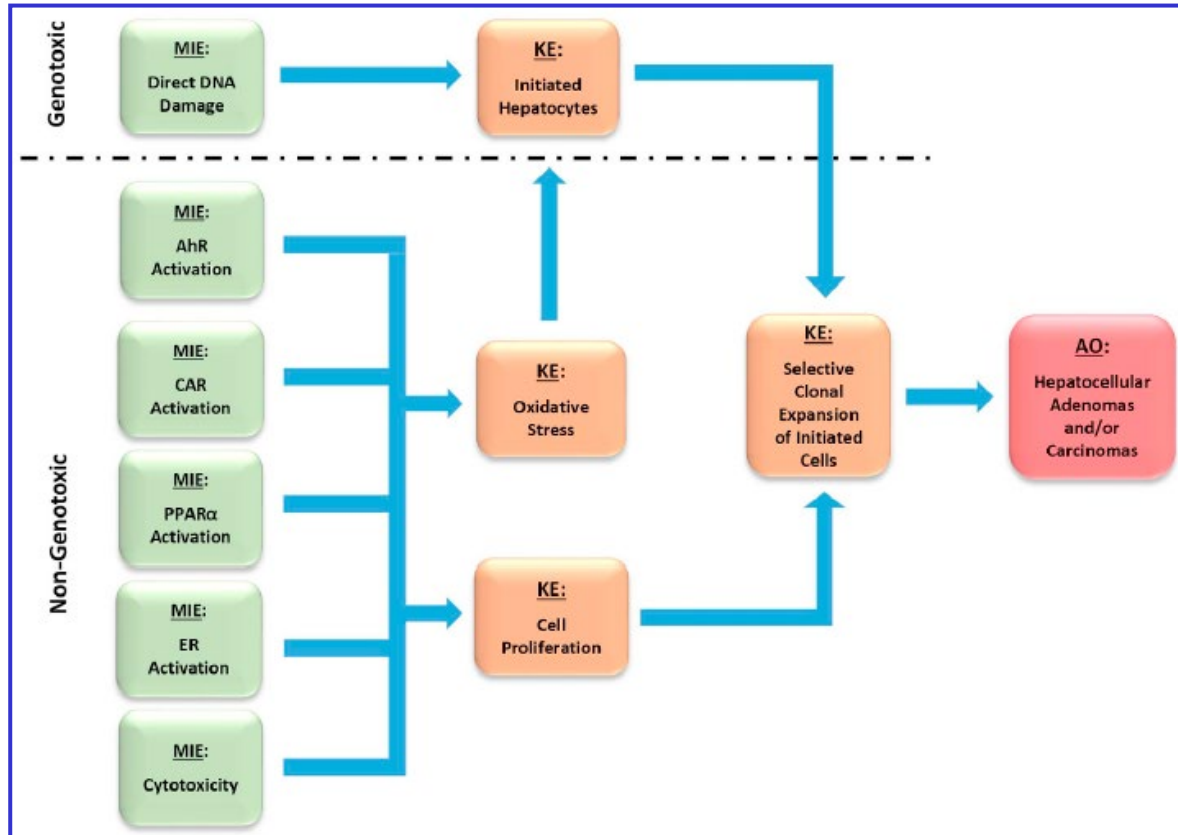 Genotoxic
MIE:
Direct DNA
Damage
KE:
Initiated
Hepatocytes
Non-Genotoxic
MIE:
AhR
Activation
MIE:
CAR
Activation
MIE:
PPARα
Activation
MIE:
ER
Activation
MIE:
Cytotoxicity
KE:
Oxidative
Stress
KE:
Cell
Proliferation
KE:
Selective
Clonal
Expansion
of Initiated
Cells
AO:
Hepatocellular
Adenomas
and/or
Carcinomas